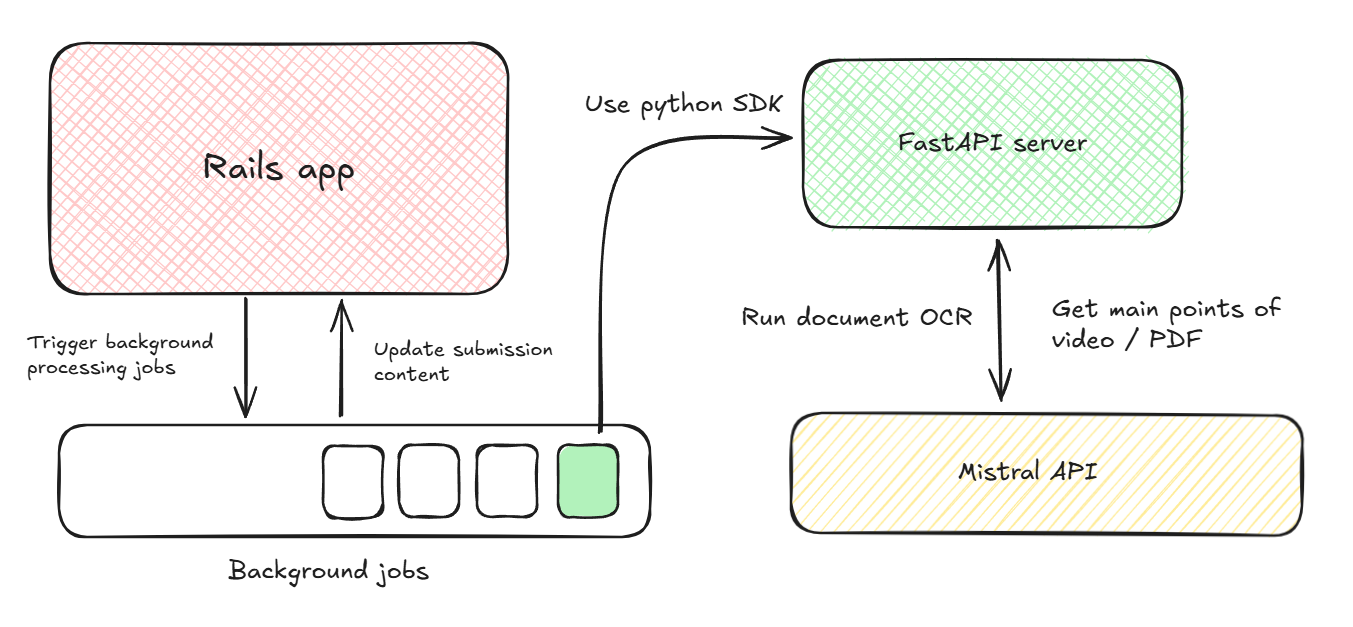 Use python SDK
Rails app
FastAPI server
Trigger background
processing jobs
Update submission
content
Run document OCR
Get main points of
video / PDF
Mistral API
Background jobs